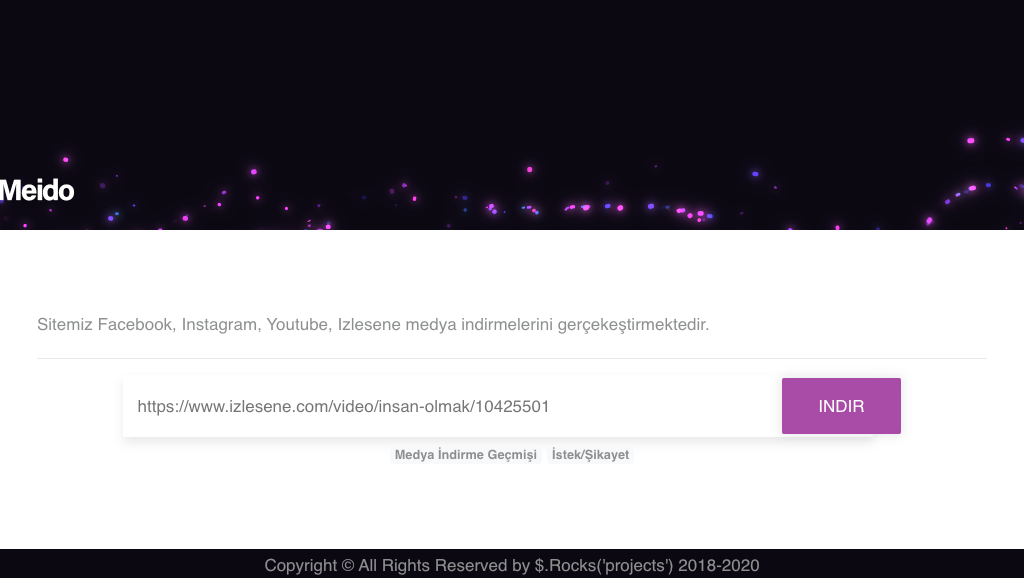 Meido
Sitemiz Facebook, Instagram, Youtube, Izlesene medya indirmelerini gerçekeştirmektedir.
https://www.izlesene.com/video/insan-olmak/10425501
INDIR
Medya İndirme Geçmişi İstek/Şikayet
Copyright © All Rights Reserved by $.Rocks('projects') 2018-2020